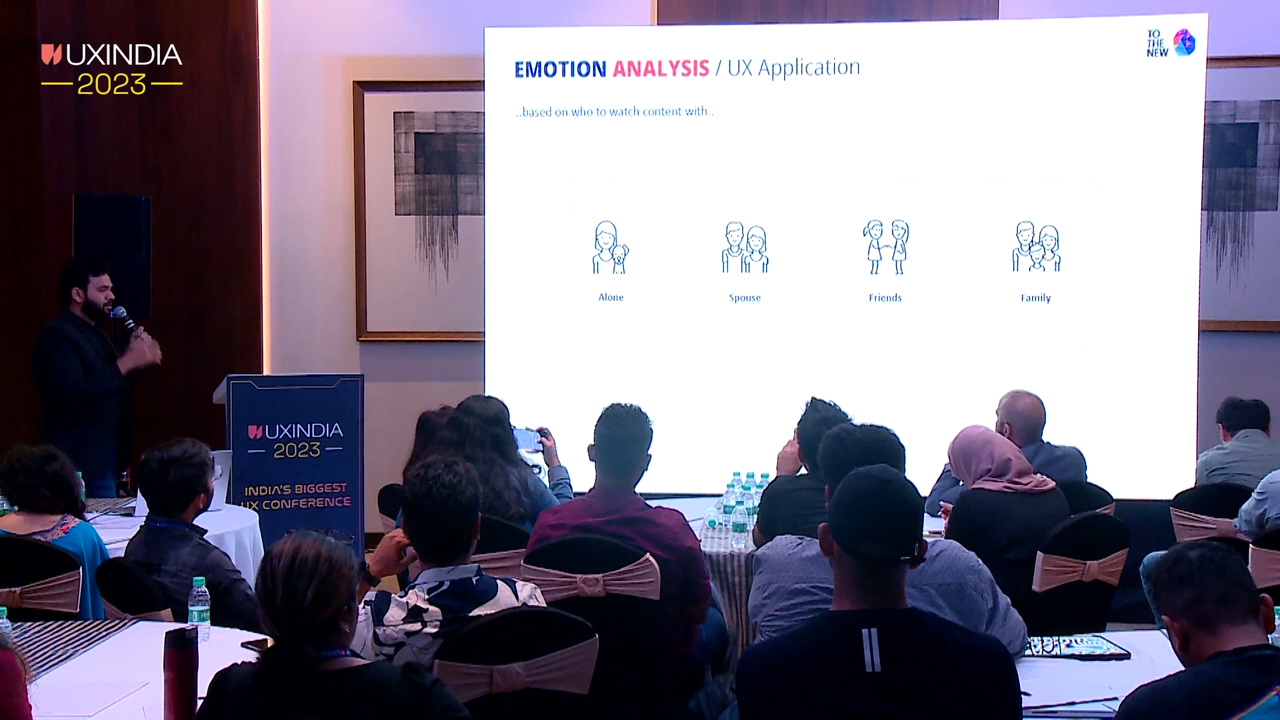 UXINDIA
2023
TO
THE
NEW
EMOTION ANALYSIS / UX Application
..based on who to watch content with..
Alone
Spouse
Friends
Family
UXINDIA
2023
INDIA'S BIGGEST
UX CONFERENCE